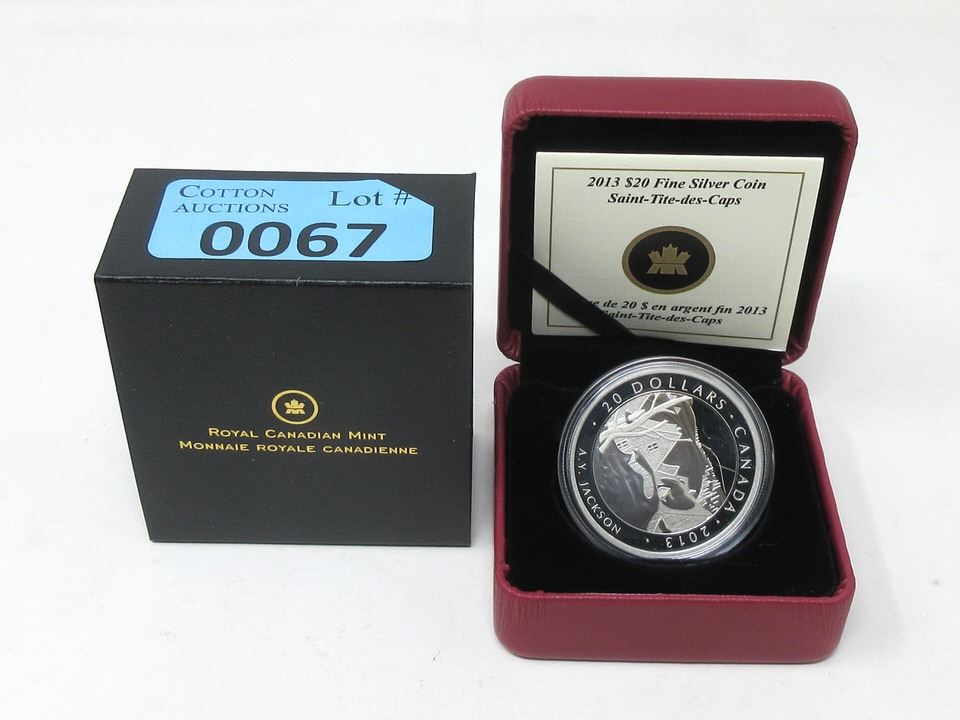 COTTON
AUCTIONS
Lot #
0067
ROYAL CANADIAN MINT
MONNAIE ROYALE CANADIENNE
2013 $20 Fine Silver Coin
Saint-Tite-des-Caps
de 20 $ en argent fin 2013
Saint-Tite-des-Caps
20 DOLLARS · CANADA · 2013 ·
A.Y. JACKSON